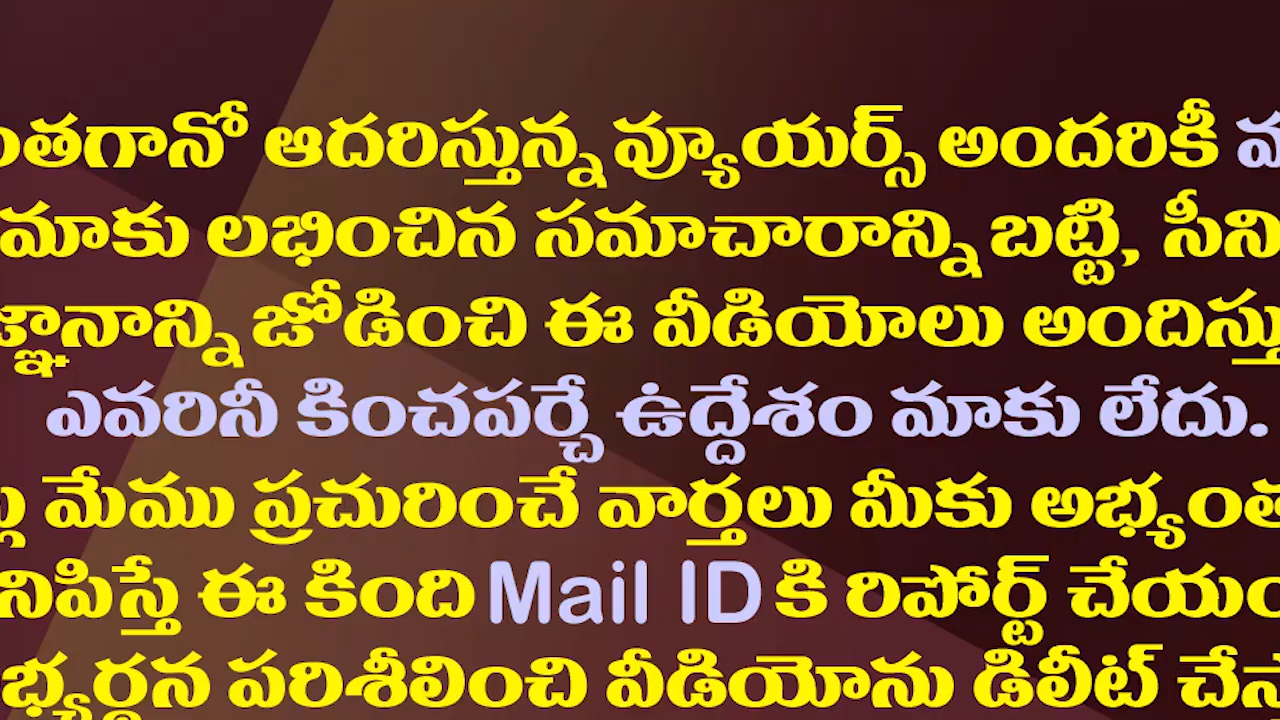 ఆదరిస్తున్న వ్యూయర్స్ అందరికీ
మాకు లభించిన సమాచారాన్ని బట్టి,
జోడించి ఈ వీడియోలు
ఎవరినీ కించపర్చే ఉద్దేశం మాకు లేదు.
మేము ప్రచురించే వార్తలు మీకు
ఈ కింది Mail ID కి రిపోర్ట్
పరిశీలించి వీడియోను డిలీట్